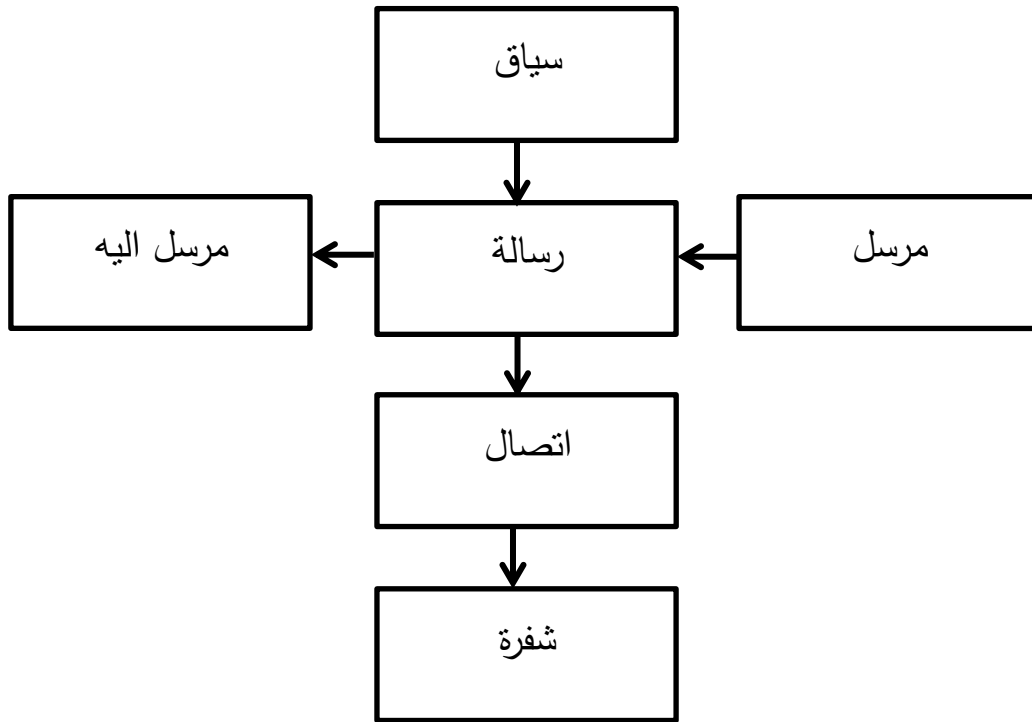 سياق
مرسل
رسالة
مرسل اليه
اتصال
شفرة